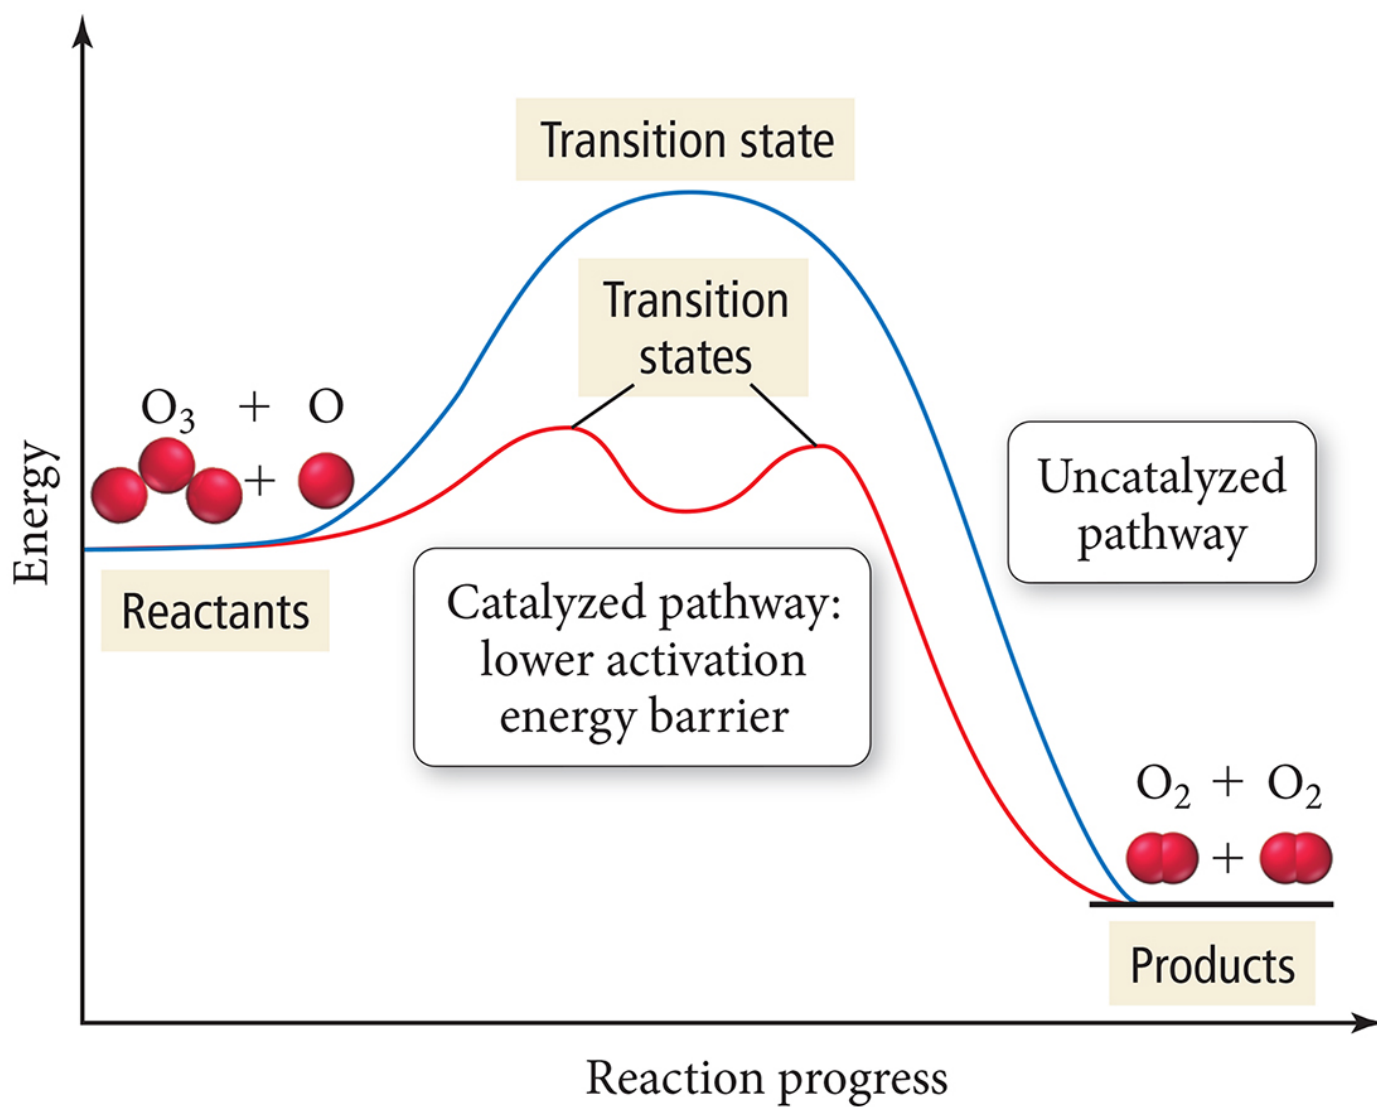 Transition state
Transition
states
O₃ + O
+
Uncatalyzed
pathway
Energy
Reactants
Catalyzed pathway:
lower activation
energy barrier
O₂ + O₂
+
Products
Reaction progress